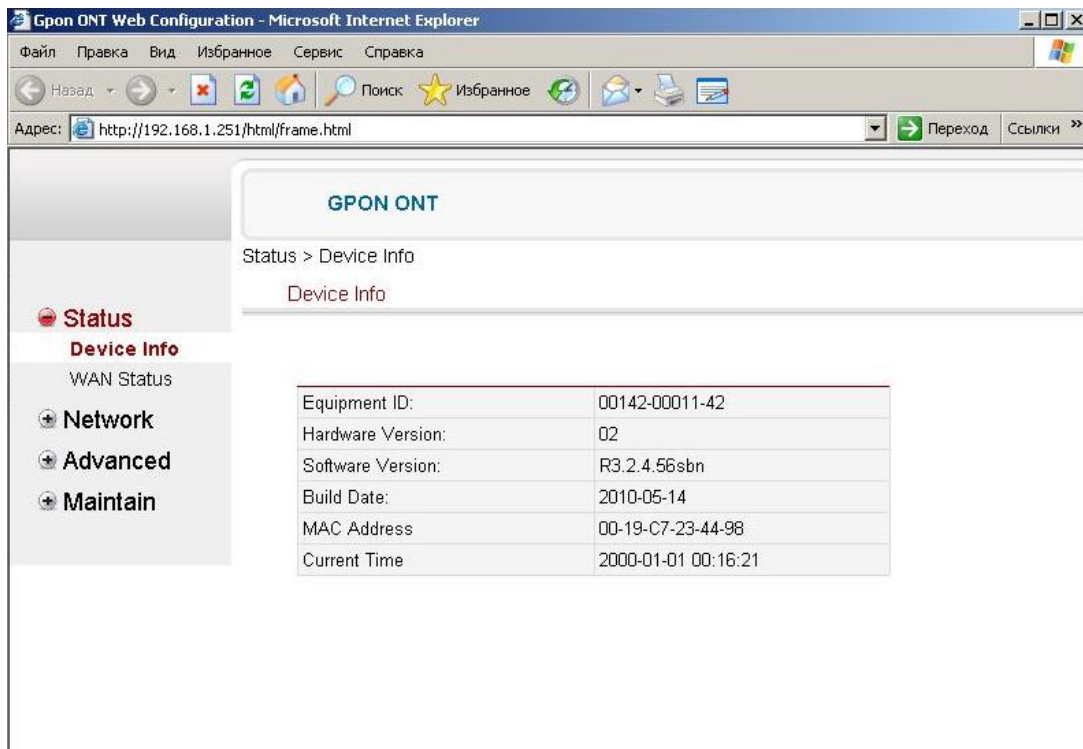 Gpon ONT Web Configuration - Microsoft Internet Explorer
Файл Правка Вид Избранное Сервис Справка
Назад Поиск Избранное
Адрес: http://192.168.1.251/html/frame.html Переход Ссылки »
GPON ONT
Status > Device Info
Device Info
Status
Device Info
WAN Status
Network
Advanced
Maintain
Equipment ID: 00142-00011-42
Hardware Version: 02
Software Version: R3.2.4.56sbn
Build Date: 2010-05-14
MAC Address 00-19-C7-23-44-98
Current Time 2000-01-01 00:16:21